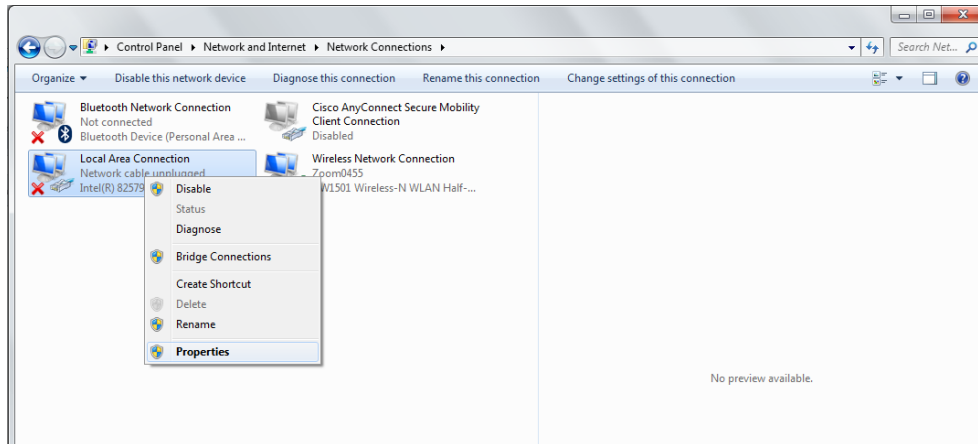 Control Panel ▸ Network and Internet ▸ Network Connections ▸
Search Net...
Organize
Disable this network device
Diagnose this connection
Rename this connection
Change settings of this connection
Bluetooth Network Connection
Not connected
Bluetooth Device (Personal Area ...
Cisco AnyConnect Secure Mobility
Client Connection
Disabled
Local Area Connection
Network cable unplugged
Intel(R) 82579
Wireless Network Connection
Zoom0455
1501 Wireless-N WLAN Half-...
Disable
Status
Diagnose
Bridge Connections
Create Shortcut
Delete
Rename
Properties
No preview available.